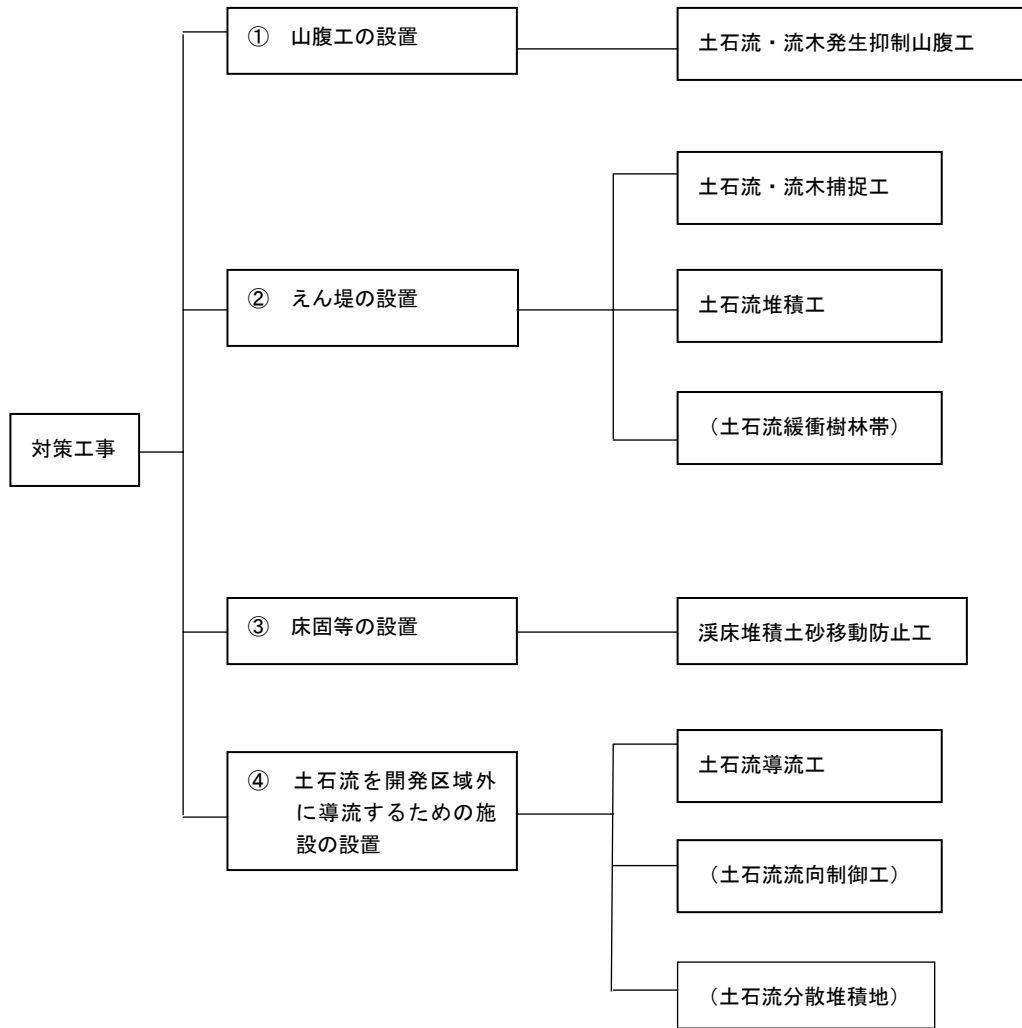 対策工事
① 山腹工の設置
土石流・流木発生抑制山腹工
② えん堤の設置
土石流・流木捕捉工
土石流堆積工
（土石流緩衝樹林帯）
③ 床固等の設置
渓床堆積土砂移動防止工
④ 土石流を開発区域外
に導流するための施
設の設置
土石流導流工
（土石流流向制御工）
（土石流分散堆積地）